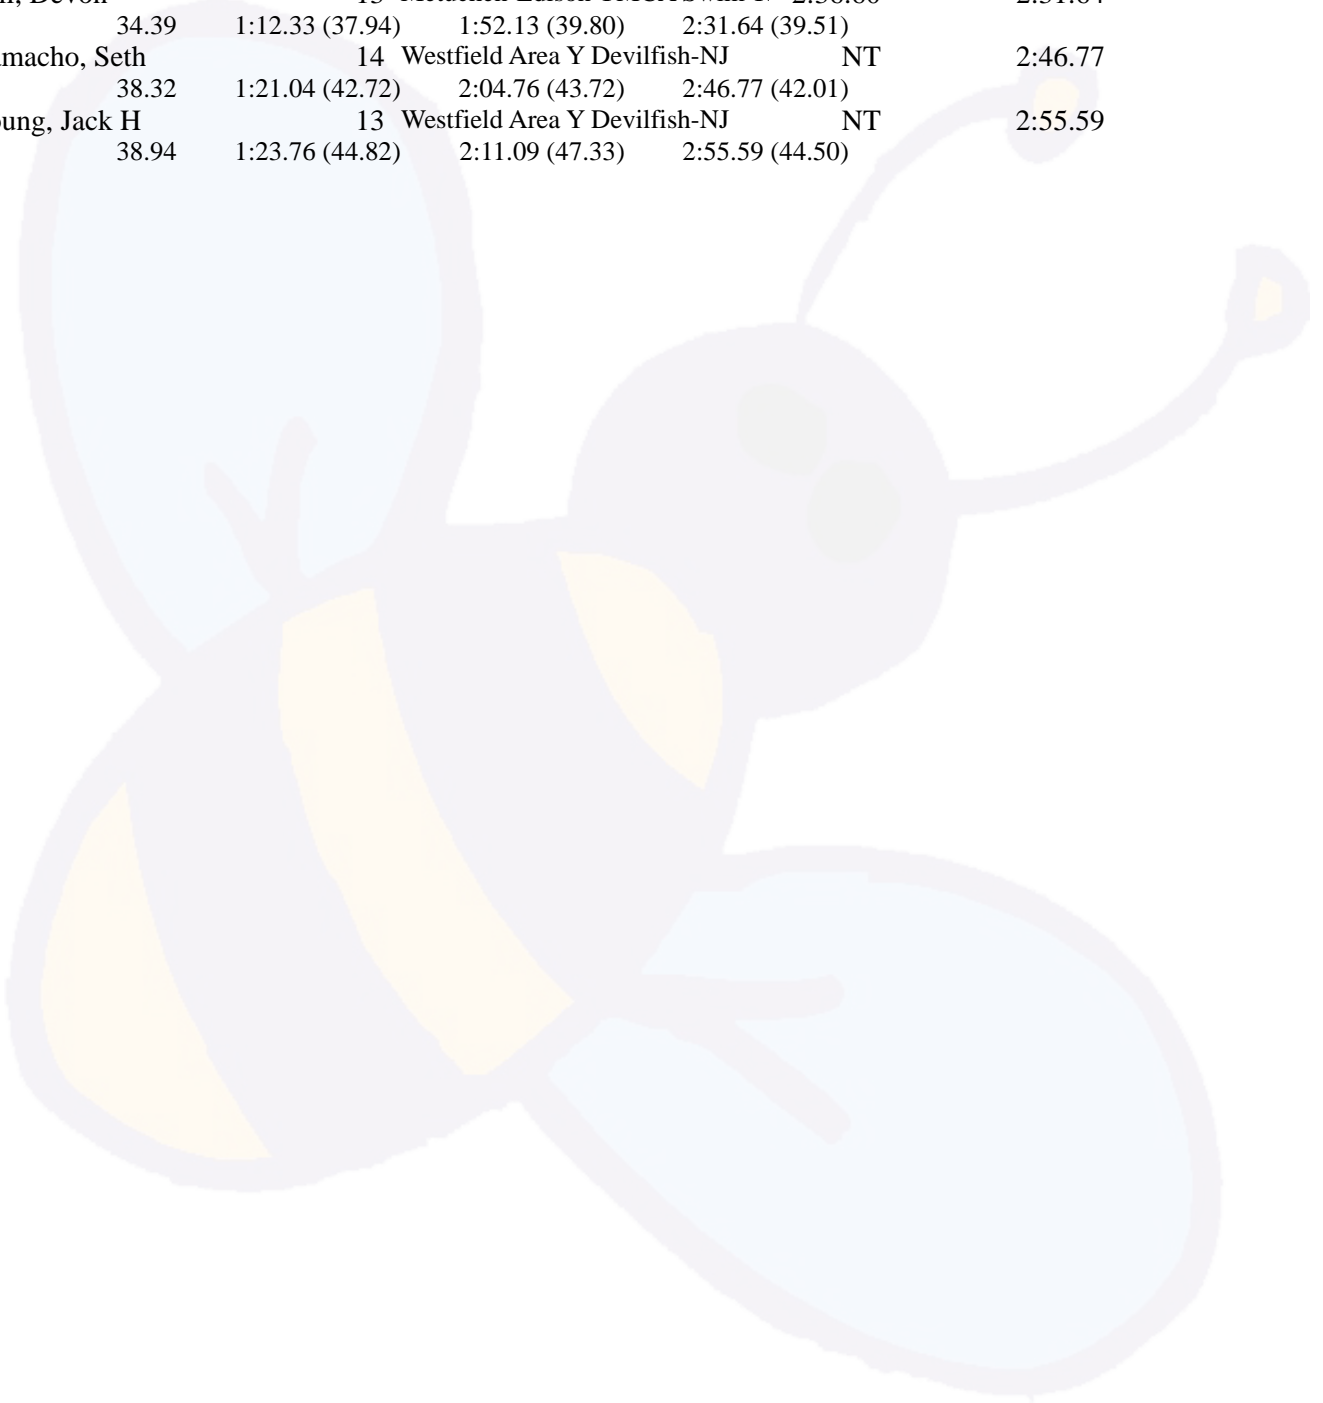 Devon
34.39 1:12.33 (37.94) 1:52.13 (39.80) 2:31.64 (39.51)
macho, Seth 14 Westfield Area Y Devilfish-NJ NT 2:46.77
38.32 1:21.04 (42.72) 2:04.76 (43.72) 2:46.77 (42.01)
ung, Jack H 13 Westfield Area Y Devilfish-NJ NT 2:55.59
38.94 1:23.76 (44.82) 2:11.09 (47.33) 2:55.59 (44.50)